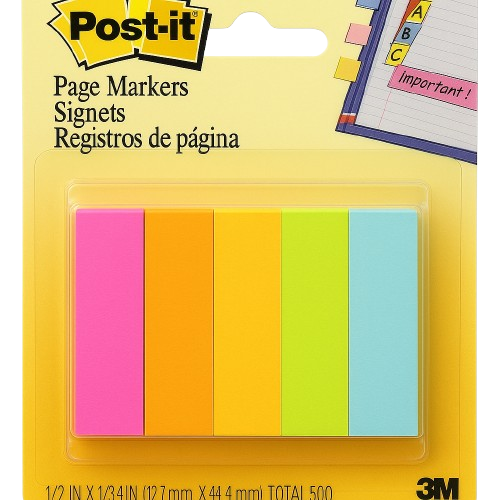 Post-it
Page Markers
Signets
Registros de página
A
B
C
important!
1/2 IN X 1 3/4 IN (12.7 mm X 44.4 mm) TOTAL 500
3M